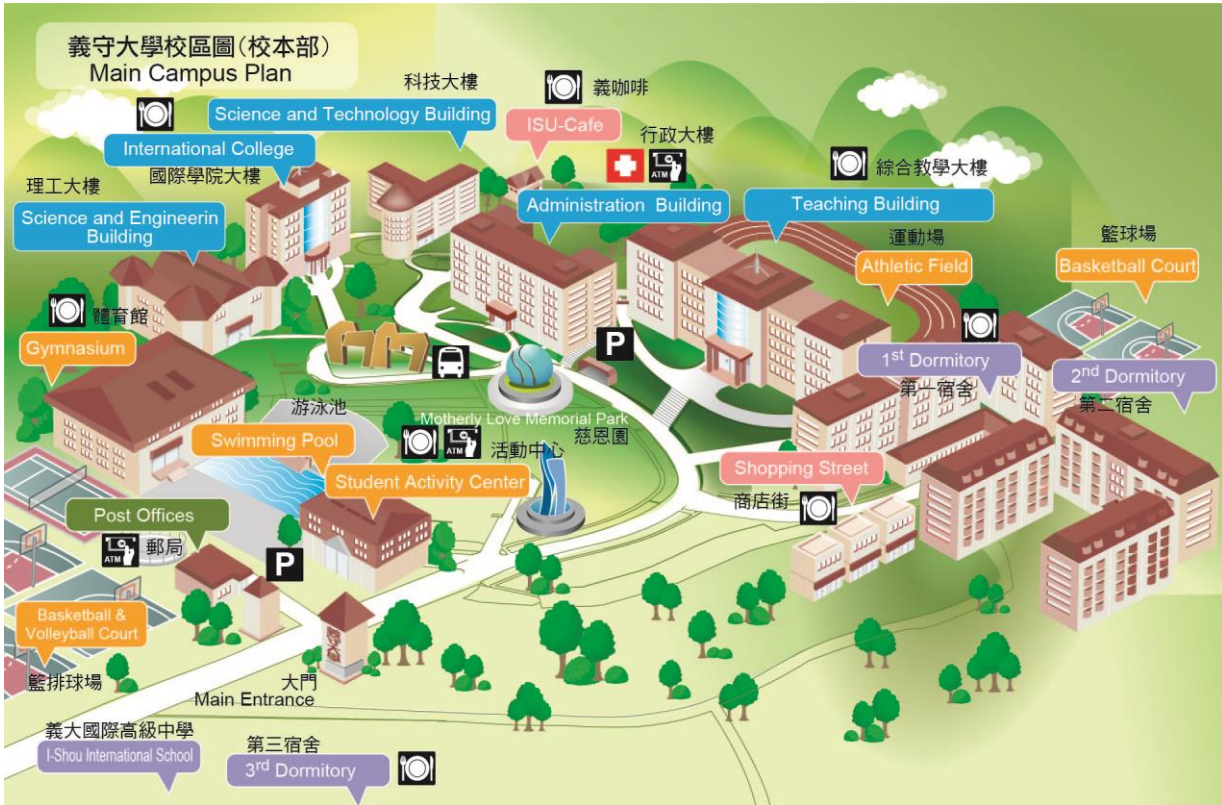 義守大學校區圖(校本部)
Main Campus Plan
科技大樓
Science and Technology Building
義咖啡
ISU-Cafe
International College
國際學院大樓
行政大樓
Administration Building
綜合教學大樓
Teaching Building
理工大樓
Science and Engineerin
Building
運動場
Athletic Field
籃球場
Basketball Court
體育館
Gymnasium
P
1st Dormitory
第一宿舍
2nd Dormitory
第二宿舍
游泳池
Swimming Pool
Motherly Love Memorial Park
慈恩園
ATM
活動中心
Student Activity Center
Shopping Street
商店街
Post Offices
ATM
郵局
P
Basketball &
Volleyball Court
籃排球場
大門
Main Entrance
義大國際高級中學
I-Shou International School
第三宿舍
3rd Dormitory
ATM